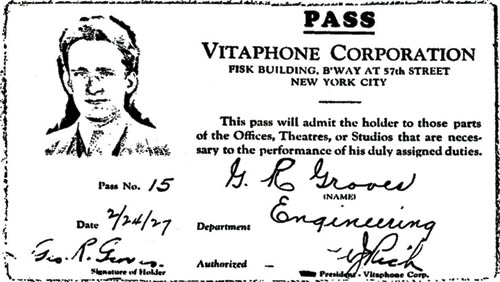 PASS
VITAPHONE CORPORATION
FISK BUILDING, B'WAY AT 57th STREET
NEW YORK CITY
This pass will admit the holder to those parts
of the Offices, Theatres, or Studios that are neces-
sary to the performance of his duly assigned duties.
Pass No. 15
G. R Groves
(NAME)
Date 2/24/27
Department Engineering
Geo. R. Groves.
Signature of Holder
Authorized
President - Vitaphone Corp.